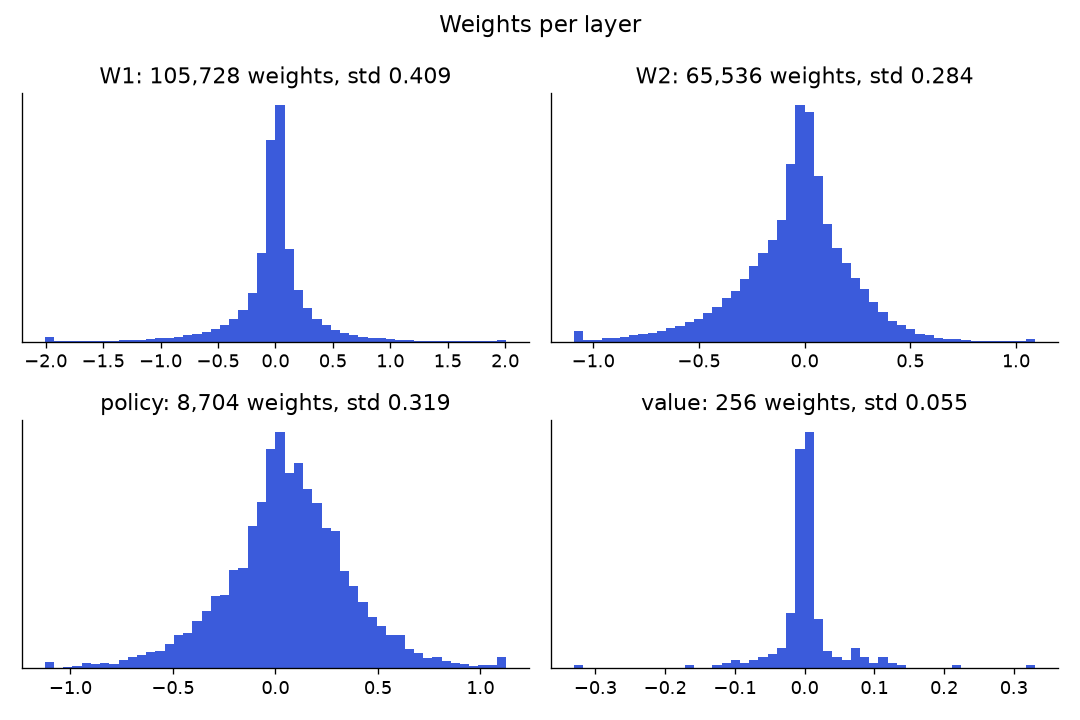 Weights per layer
W1: 105,728 weights, std 0.409
W2: 65,536 weights, std 0.284
−2.0 −1.5 −1.0 −0.5 0.0 0.5 1.0 1.5 2.0
−1.0 −0.5 0.0 0.5 1.0
policy: 8,704 weights, std 0.319
value: 256 weights, std 0.055
−1.0 −0.5 0.0 0.5 1.0
−0.3 −0.2 −0.1 0.0 0.1 0.2 0.3